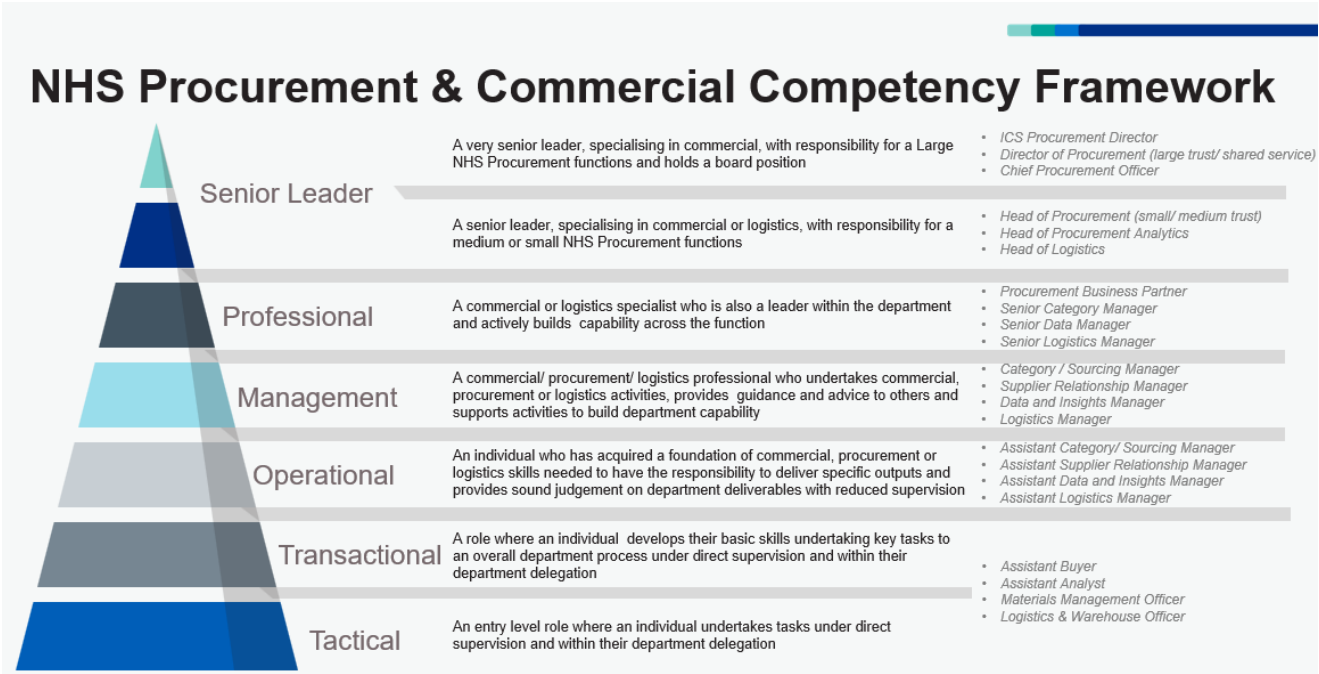 NHS Procurement & Commercial Competency Framework
Senior Leader
A very senior leader, specialising in commercial, with responsibility for a Large
NHS Procurement functions and holds a board position
• ICS Procurement Director
• Director of Procurement (large trust/ shared service)
• Chief Procurement Officer
A senior leader, specialising in commercial or logistics, with responsibility for a
medium or small NHS Procurement functions
• Head of Procurement (small/ medium trust)
• Head of Procurement Analytics
• Head of Logistics
Professional
A commercial or logistics specialist who is also a leader within the department
and actively builds capability across the function
• Procurement Business Partner
• Senior Category Manager
• Senior Data Manager
• Senior Logistics Manager
Management
A commercial/ procurement/ logistics professional who undertakes commercial,
procurement or logistics activities, provides guidance and advice to others and
supports activities to build department capability
• Category / Sourcing Manager
• Supplier Relationship Manager
• Data and Insights Manager
• Logistics Manager
Operational
An individual who has acquired a foundation of commercial, procurement or
logistics skills needed to have the responsibility to deliver specific outputs and
provides sound judgement on department deliverables with reduced supervision
• Assistant Category/ Sourcing Manager
• Assistant Supplier Relationship Manager
• Assistant Data and Insights Manager
• Assistant Logistics Manager
Transactional
A role where an individual develops their basic skills undertaking key tasks to
an overall department process under direct supervision and within their
department delegation
• Assistant Buyer
• Assistant Analyst
• Materials Management Officer
• Logistics & Warehouse Officer
Tactical
An entry level role where an individual undertakes tasks under direct
supervision and within their department delegation